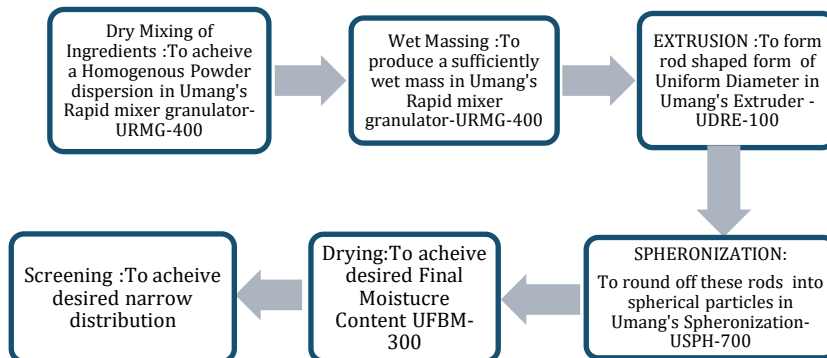 Dry Mixing of
Ingredients :To acheive
a Homogenous Powder
dispersion in Umang's
Rapid mixer granulator-
URMG-400
Wet Massing :To
produce a sufficiently
wet mass in Umang's
Rapid mixer
granulator-URMG-400
EXTRUSION :To form
rod shaped form of
Uniform Diameter in
Umang's Extruder -
UDRE-100
SPHERONIZATION:
To round off these rods into
spherical particles in
Umang's Spheronization-
USPH-700
Drying:To acheive
desired Final
Moistucre
Content UFBM-
300
Screening :To acheive
desired narrow
distribution